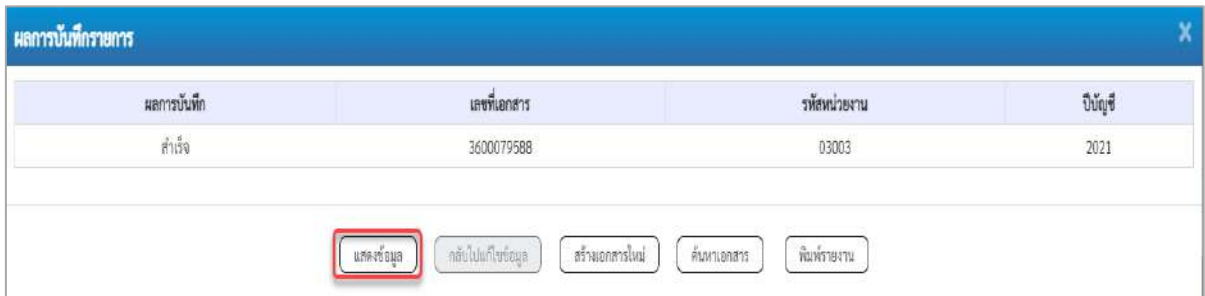 ผลการบันทึกรายการ X
ผลการบันทึก เลขที่เอกสาร รหัสหน่วยงาน ปีบัญชี
สำเร็จ 3600079588 03003 2021
แสดงข้อมูล กลับไปแก้ไขข้อมูล สร้างเอกสารใหม่ ค้นหาเอกสาร พิมพ์รายงาน